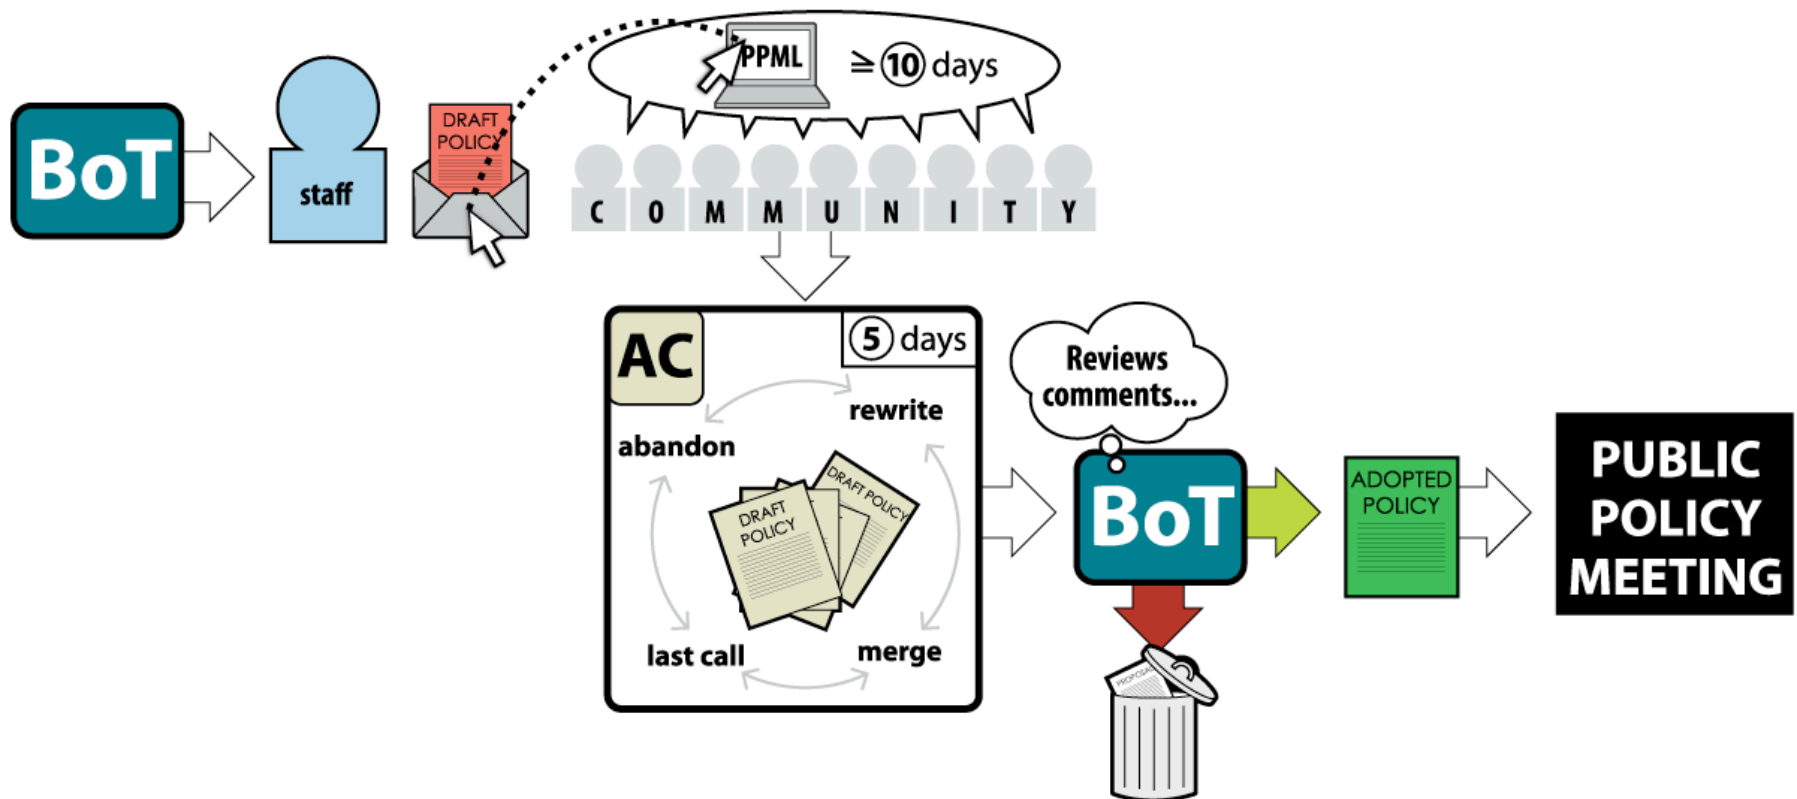 BoT
staff
DRAFT
POLICY
PPML
≧ 10 days
C O M M U N I T Y
AC
5 days
rewrite
abandon
DRAFT
POLICY
DRAFT POLICY
last call
merge
Reviews
comments...
BoT
ADOPTED
POLICY
PUBLIC
POLICY
MEETING
PROPOSAL